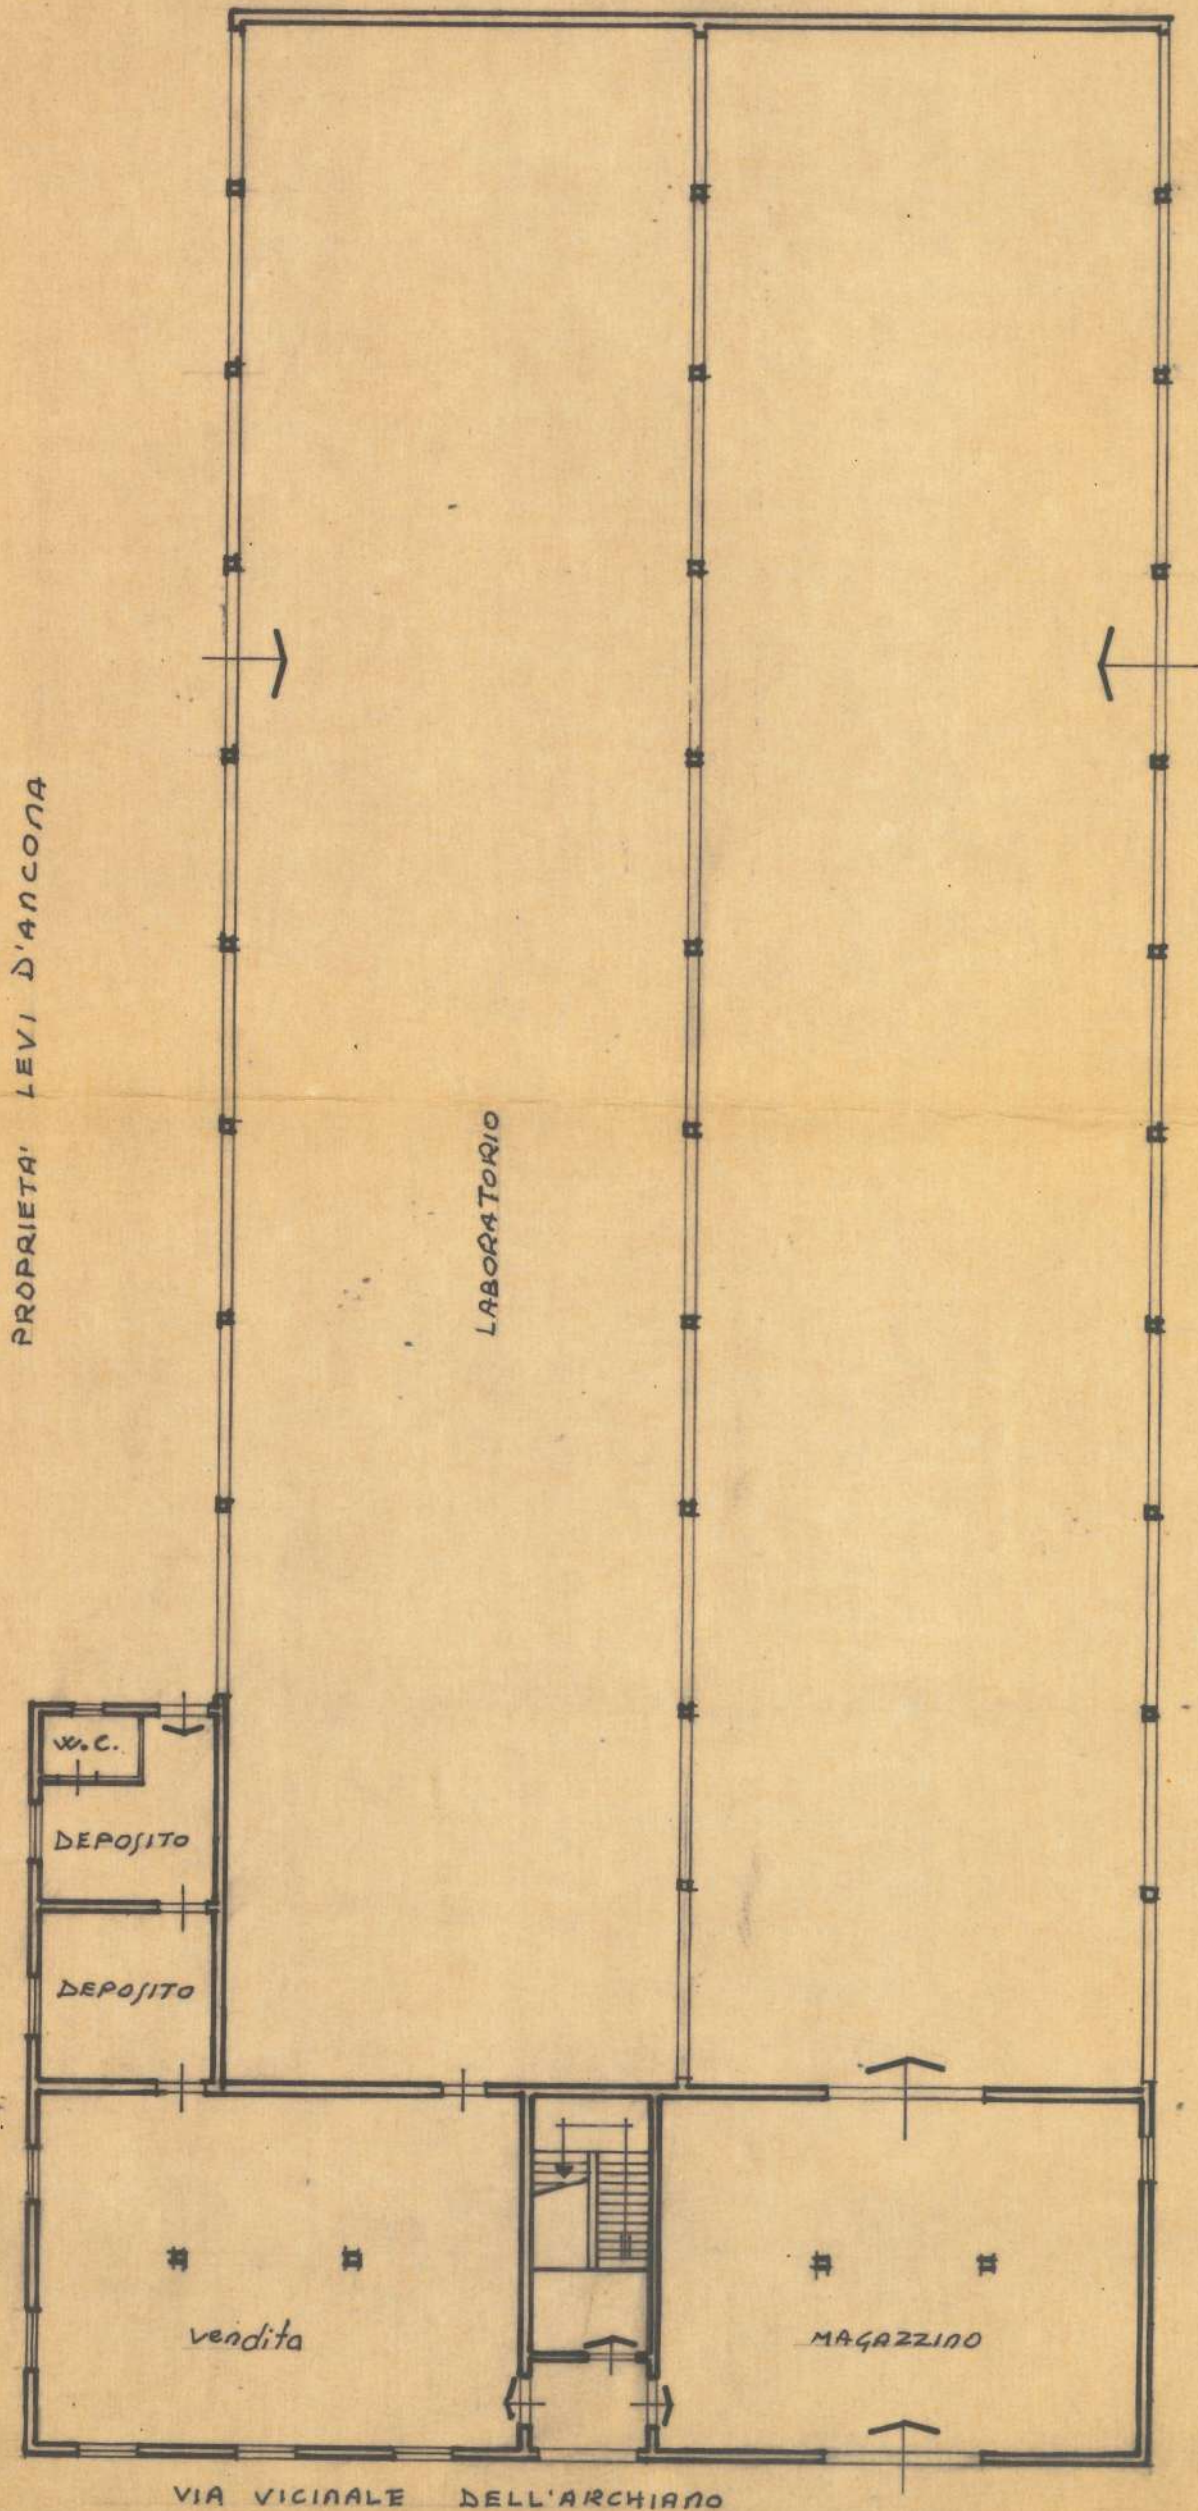 PROPRIETA' LEVI D'ANCONA
LABORATORIO
W.C.
DEPOSITO
DEPOSITO
vendita
MAGAZZINO
VIA VICINALE DELL'ARCHIANO